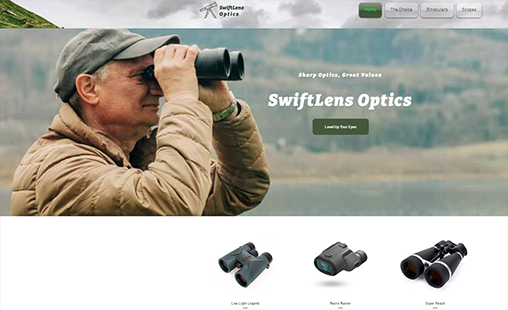 SwiftLens
Optics
Home
The Choice
Binoculars
Scopes
Sharp Optics, Great Values
SwiftLens Optics
Level Up Your Eyes
Low Light Legend
Macro Master
Super Reach